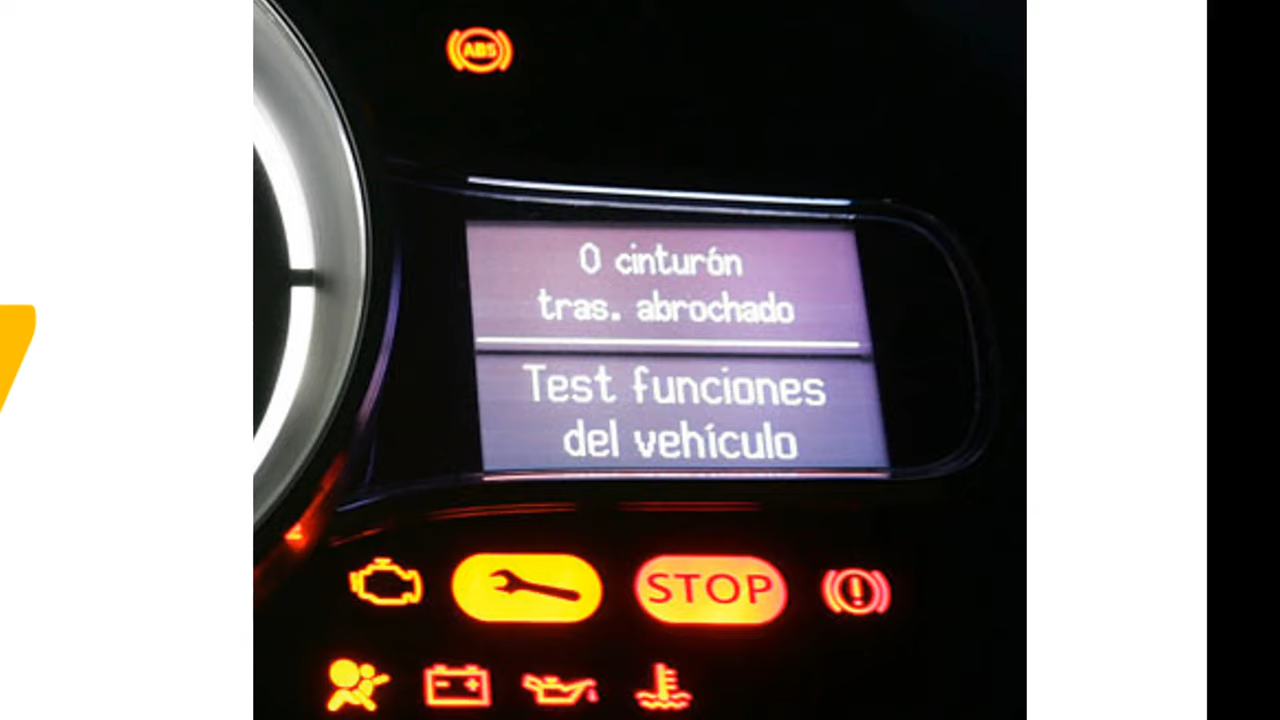 ABS
0 cinturón
tras. abrochado
Test funciones
del vehículo
STOP